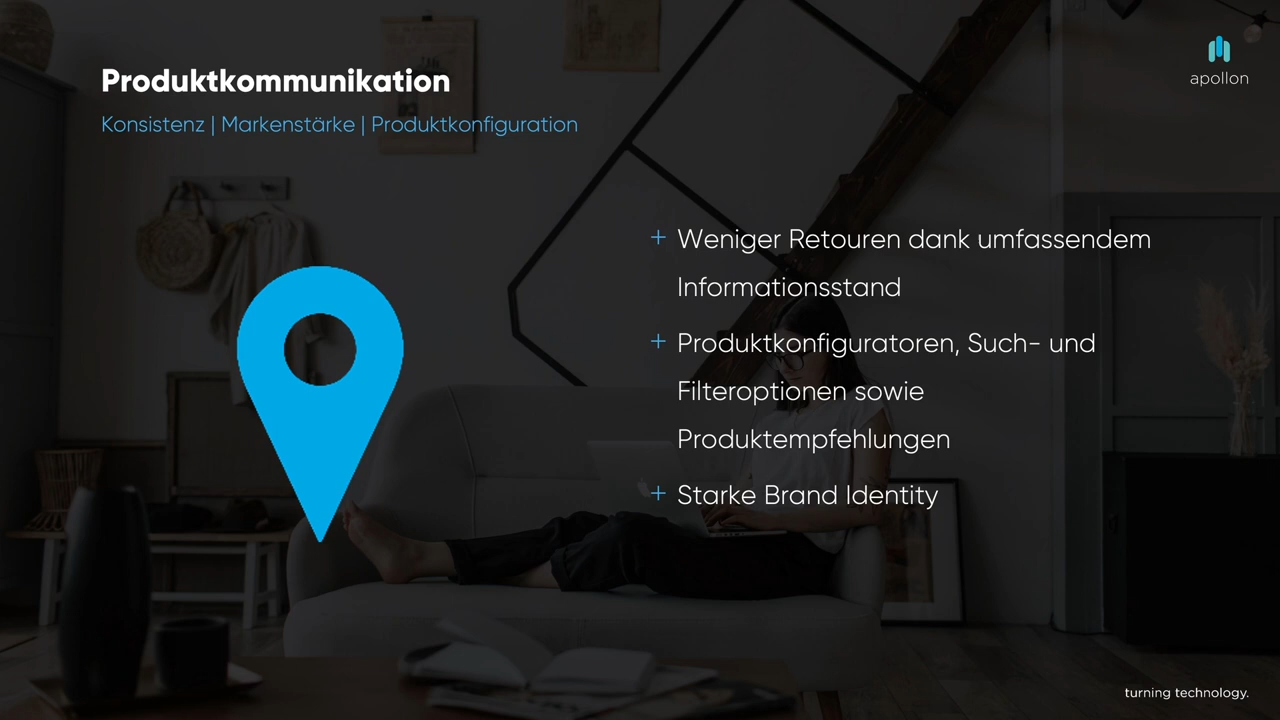 Produktkommunikation
Konsistenz | Markenstärke | Produktkonfiguration
apollon
+ Weniger Retouren dank umfassendem
Informationsstand
+ Produktkonfiguratoren, Such- und
Filteroptionen sowie
Produktempfehlungen
+ Starke Brand Identity
turning technology.